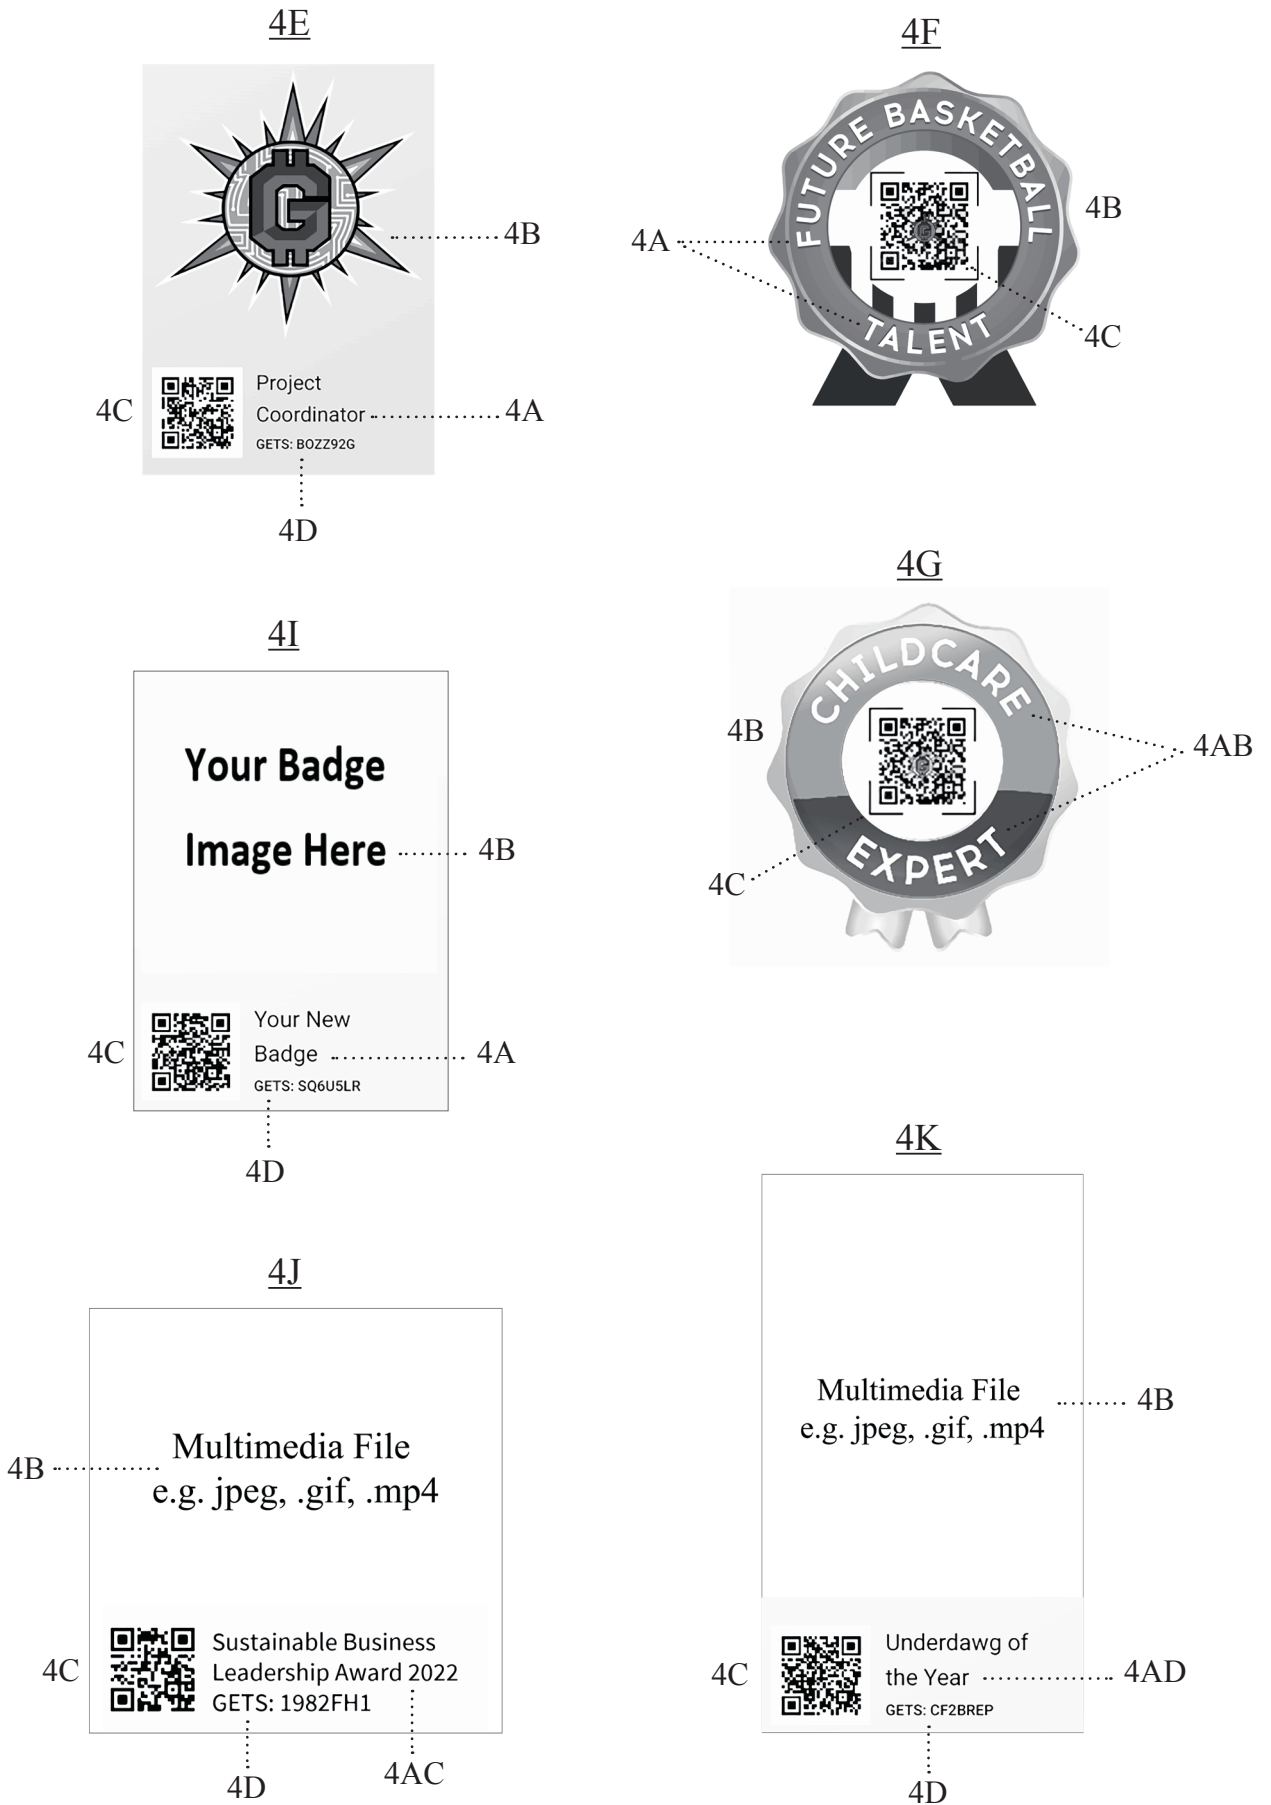 4E
4B
4C
Project
Coordinator
GETS: BOZZ92G
4A
4D
4F
FUTURE BASKETBALL
TALENT
4A
4B
4C
4I
Your Badge
Image Here
4B
4C
Your New
Badge
GETS: SQ6U5LR
4A
4D
4G
CHILDCARE
EXPERT
4B
4AB
4C
4J
Multimedia File
e.g. jpeg, .gif, .mp4
4B
4C
Sustainable Business
Leadership Award 2022
GETS: 1982FH1
4D
4AC
4K
Multimedia File
e.g. jpeg, .gif, .mp4
4B
4C
Underdawg of
the Year
GETS: CF2BREP
4AD
4D